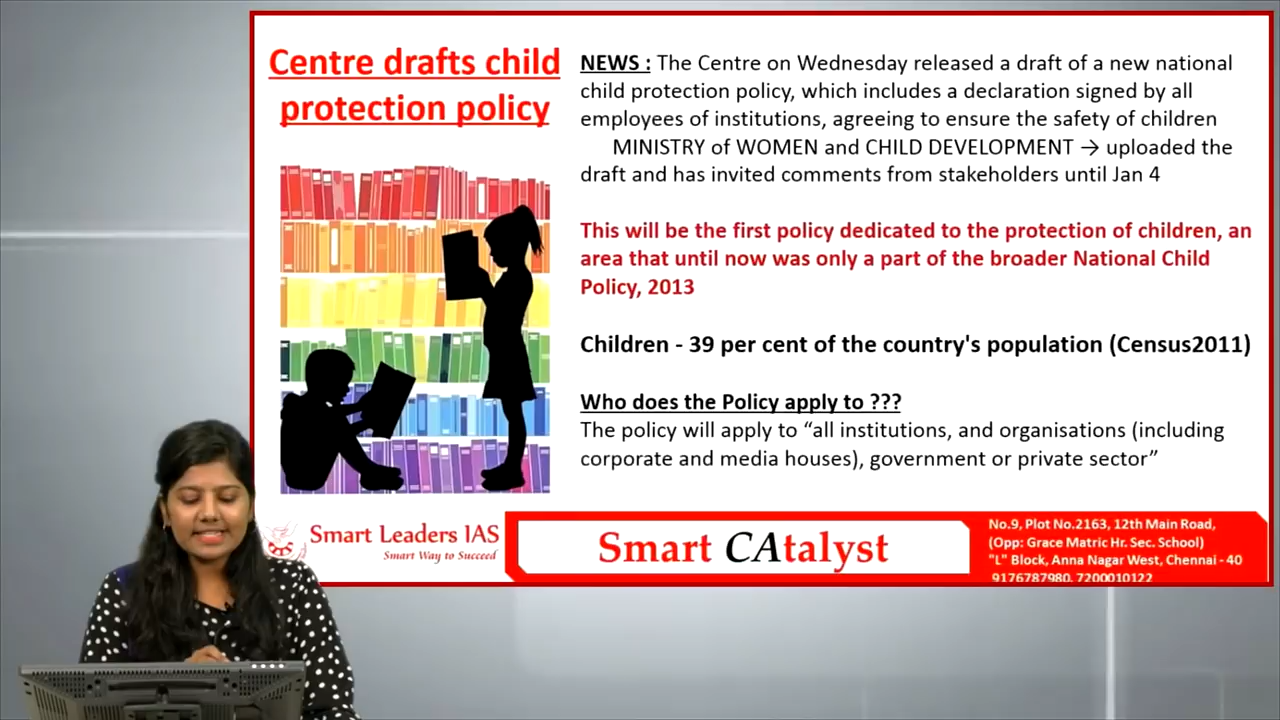 Centre drafts child
protection policy
NEWS : The Centre on Wednesday released a draft of a new national
child protection policy, which includes a declaration signed by all
employees of institutions, agreeing to ensure the safety of children
MINISTRY of WOMEN and CHILD DEVELOPMENT → uploaded the
draft and has invited comments from stakeholders until Jan 4
This will be the first policy dedicated to the protection of children, an
area that until now was only a part of the broader National Child
Policy, 2013
Children - 39 per cent of the country's population (Census2011)
Who does the Policy apply to ???
The policy will apply to “all institutions, and organisations (including
corporate and media houses), government or private sector”
Smart Leaders IAS
Smart Way to Succeed
Smart CAtalyst
No.9, Plot No.2163, 12th Main Road,
(Opp: Grace Matric Hr. Sec. School)
"L" Block, Anna Nagar West, Chennai - 40
9176787980, 7200010122